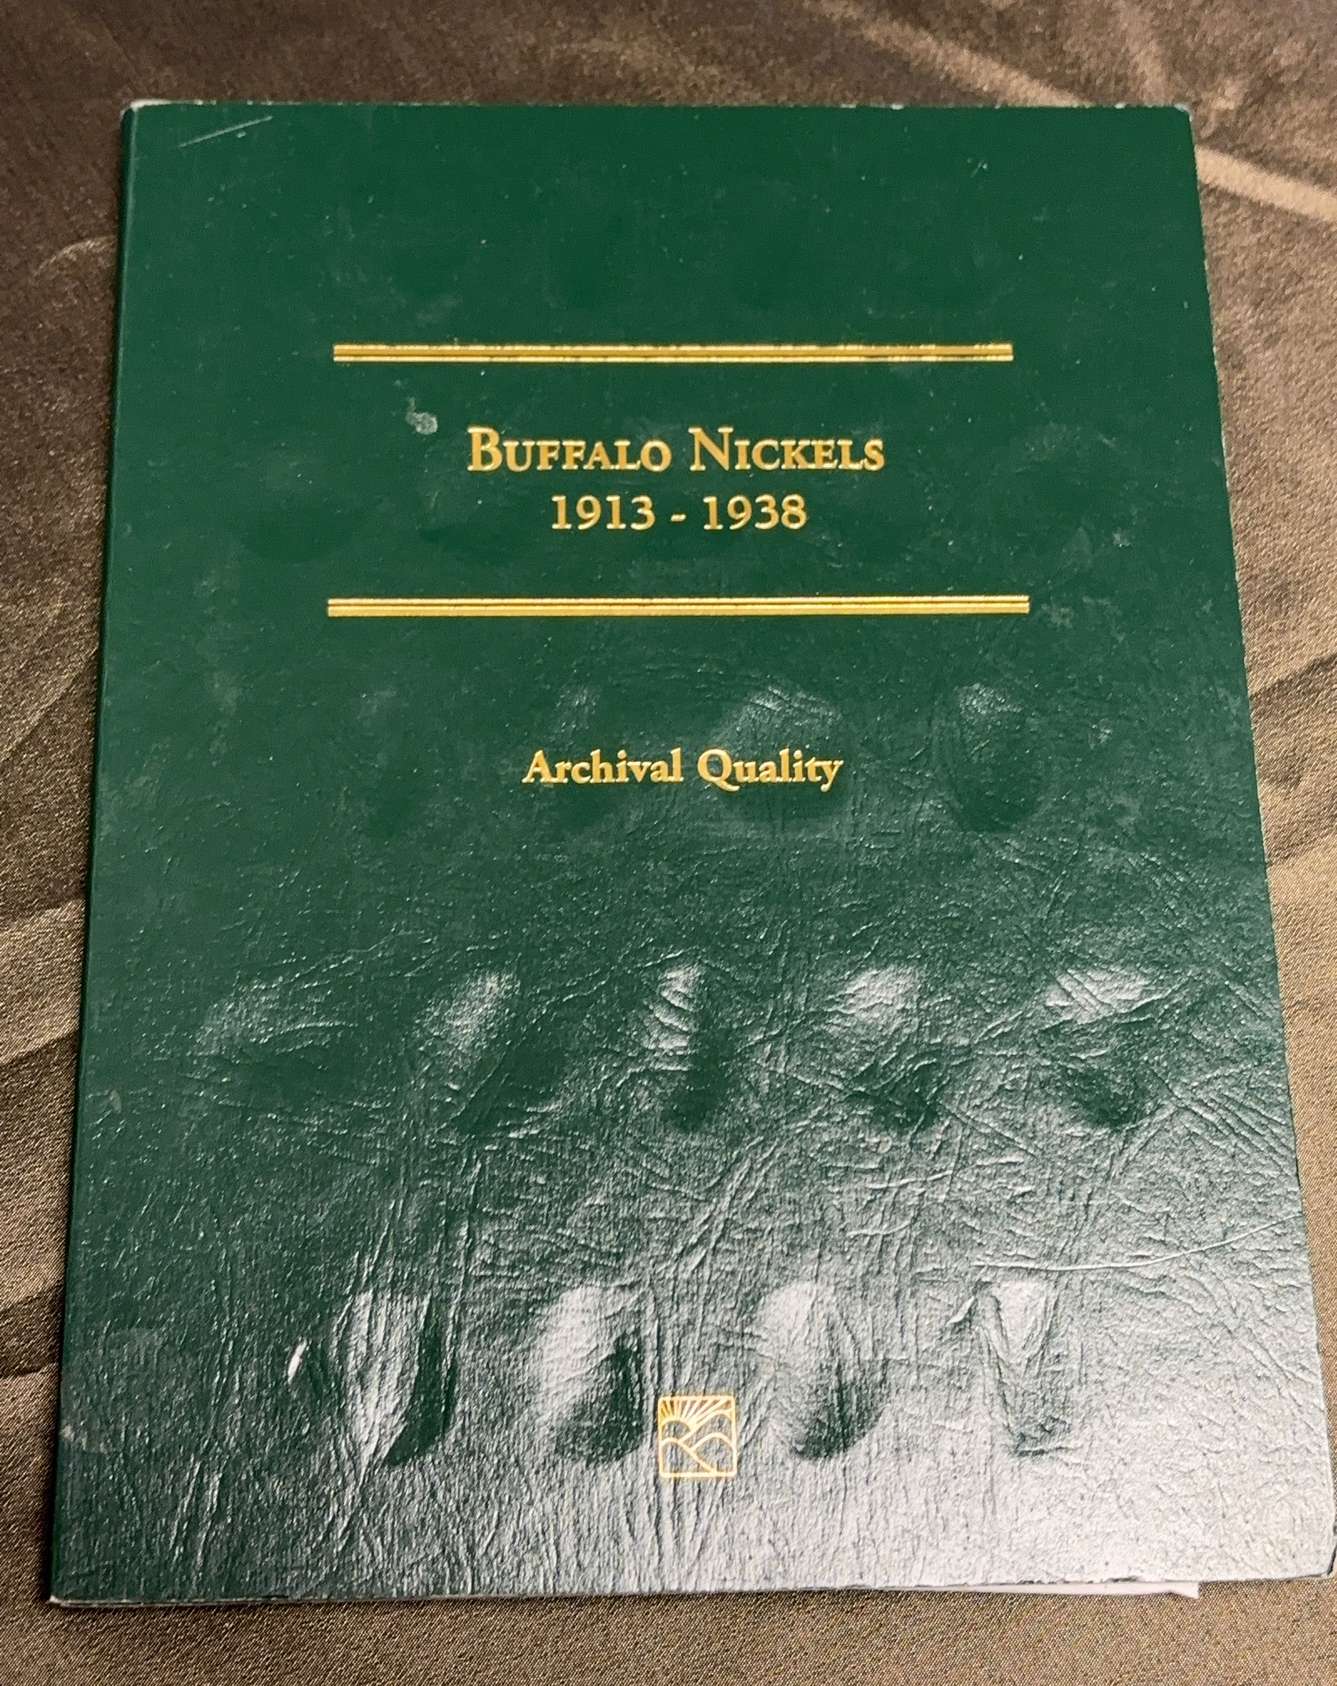 Buffalo Nickels
1913 - 1938
Archival Quality